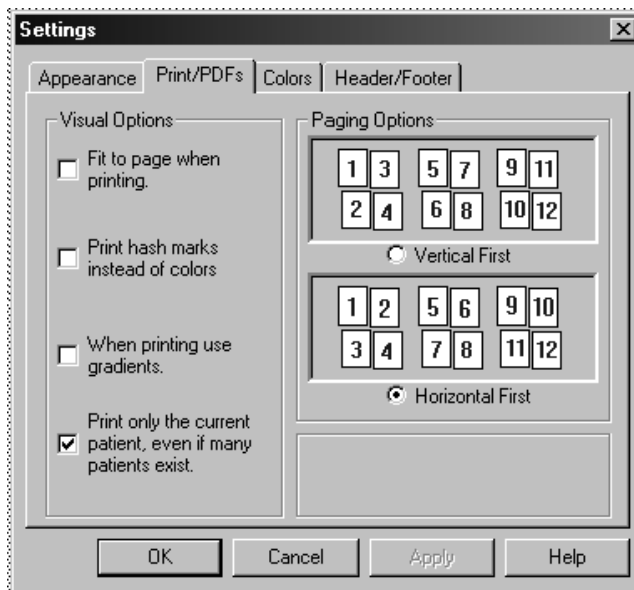 Settings
Appearance Print/PDFs Colors Header/Footer
Visual Options
Fit to page when
printing.
Print hash marks
instead of colors
When printing use
gradients.
Print only the current
patient, even if many
patients exist.
Paging Options
1 3 5 7 9 11
2 4 6 8 10 12
Vertical First
1 2 5 6 9 10
3 4 7 8 11 12
Horizontal First
OK Cancel Apply Help